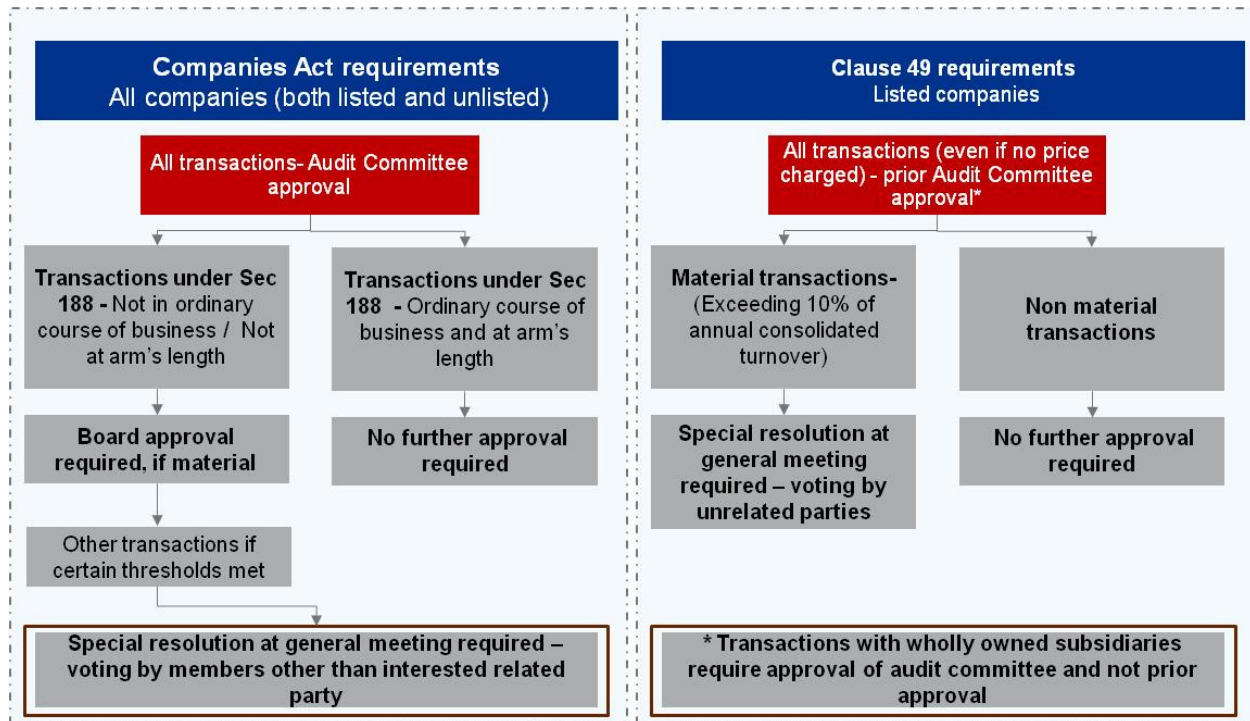 Companies Act requirements
All companies (both listed and unlisted)
All transactions- Audit Committee
approval
Transactions under Sec
188 - Not in ordinary
course of business / Not
at arm's length
Transactions under Sec
188 - Ordinary course
of business and at arm's
length
Board approval
required, if material
No further approval
required
Other transactions if
certain thresholds met
Special resolution at general meeting required –
voting by members other than interested related
party
Clause 49 requirements
Listed companies
All transactions (even if no price
charged) - prior Audit Committee
approval*
Material transactions-
(Exceeding 10% of
annual consolidated
turnover)
Non material
transactions
Special resolution at
general meeting
required – voting by
unrelated parties
No further approval
required
* Transactions with wholly owned subsidiaries
require approval of audit committee and not prior
approval